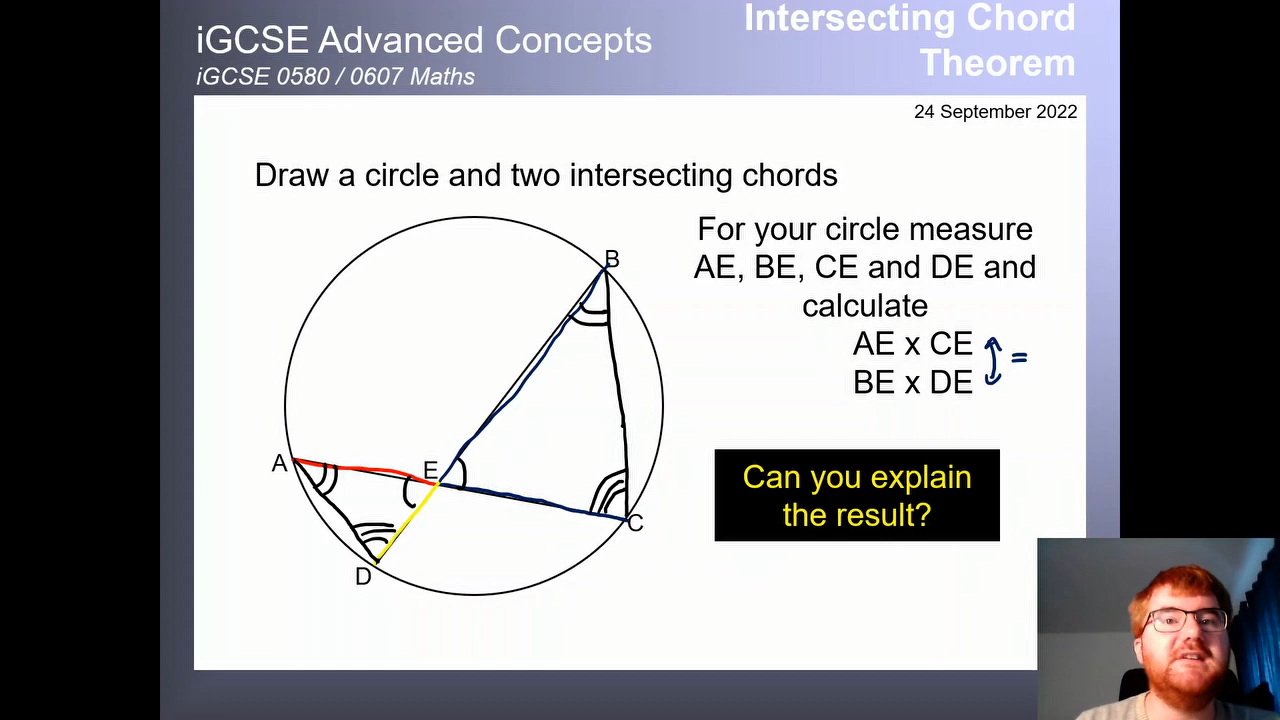 iGCSE Advanced Concepts
iGCSE 0580 / 0607 Maths
Intersecting Chord
Theorem
24 September 2022
Draw a circle and two intersecting chords
For your circle measure
AE, BE, CE and DE and
calculate
AE x CE
BE x DE
=
B
A
E
C
D
Can you explain
the result?